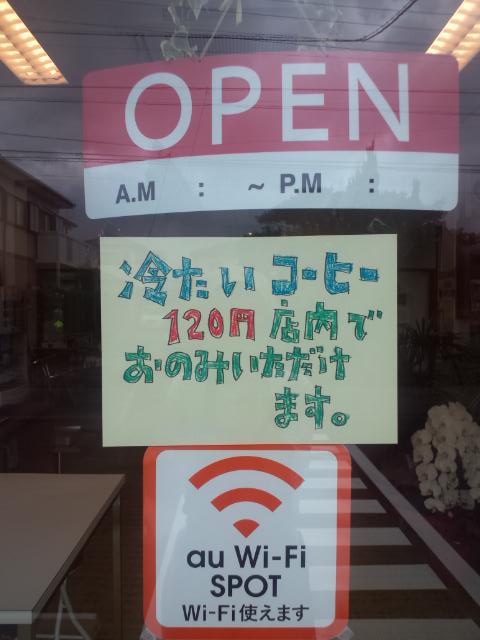 OPEN
A.M : ~ P.M :
冷たいコーヒー
120円店内で
おのみいただけ
ます。
au Wi-Fi
SPOT
Wi-Fi使えます